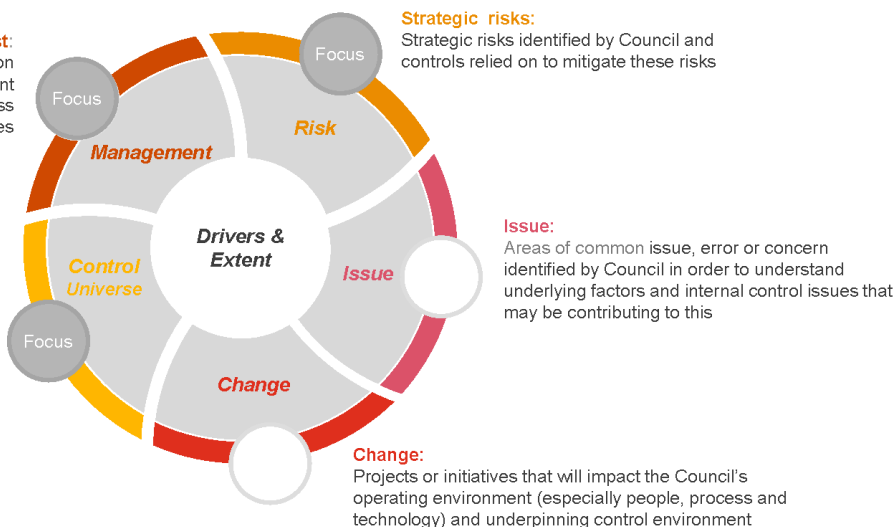 Strategic risks:
Strategic risks identified by Council and
controls relied on to mitigate these risks
Focus
Focus
Risk
Management
Drivers &
Extent
Issue:
Areas of common issue, error or concern
identified by Council in order to understand
underlying factors and internal control issues that
may be contributing to this
Issue
Control
Universe
Focus
Change
Change:
Projects or initiatives that will impact the Council's
operating environment (especially people, process and
technology) and underpinning control environment